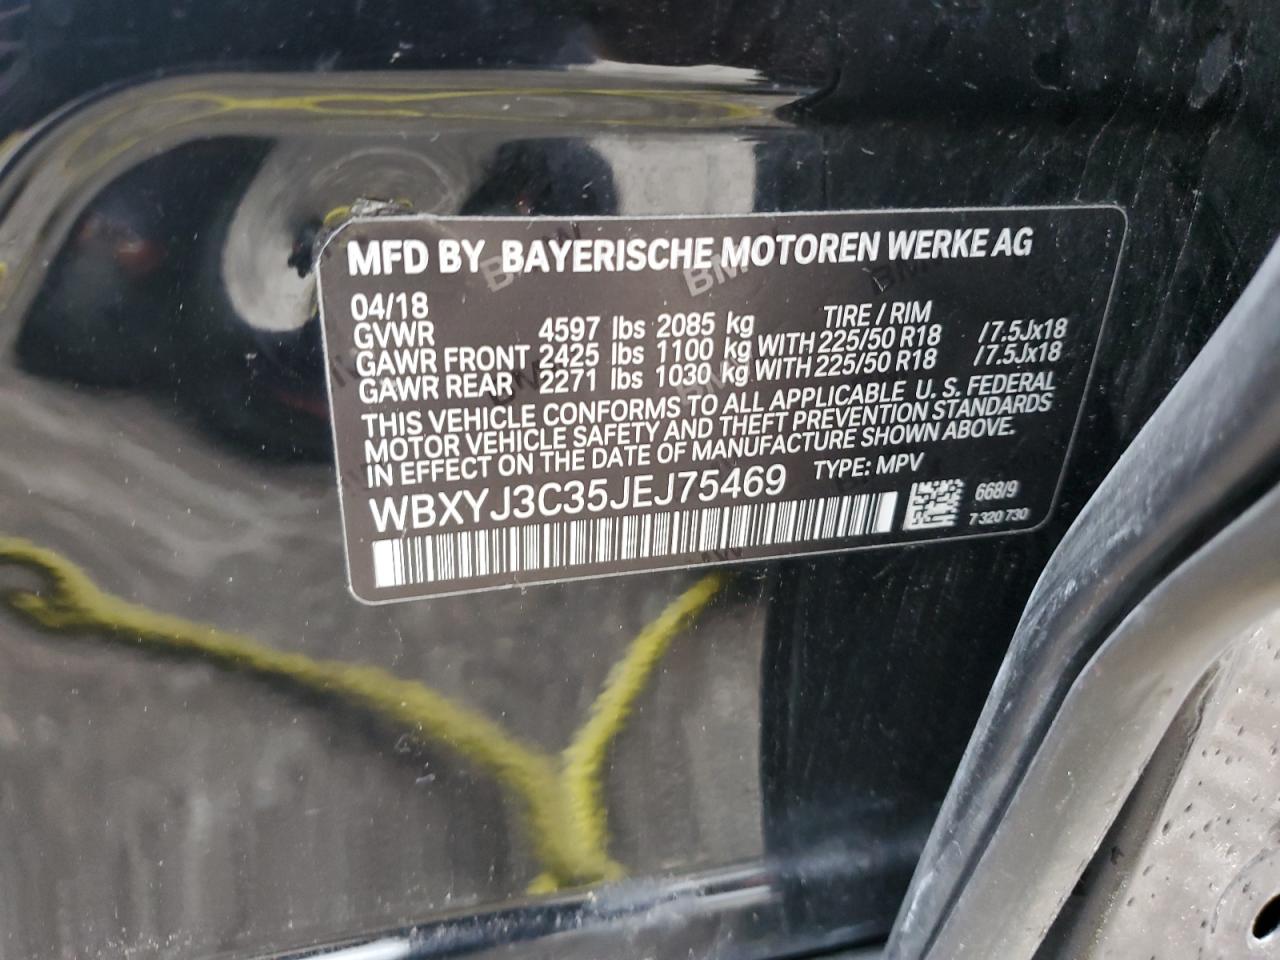 MFD BY BAYERISCHE MOTOREN WERKE AG
04/18 TIRE / RIM
GVWR 4597 lbs 2085 kg
GAWR FRONT 2425 lbs 1100 kg WITH 225/50 R18 / 7.5Jx18
GAWR REAR 2271 lbs 1030 kg WITH 225/50 R18 / 7.5Jx18
THIS VEHICLE CONFORMS TO ALL APPLICABLE U. S. FEDERAL
MOTOR VEHICLE SAFETY AND THEFT PREVENTION STANDARDS
IN EFFECT ON THE DATE OF MANUFACTURE SHOWN ABOVE.
WBXYJ3C35JEJ75469 TYPE: MPV
668/9
7 320 730